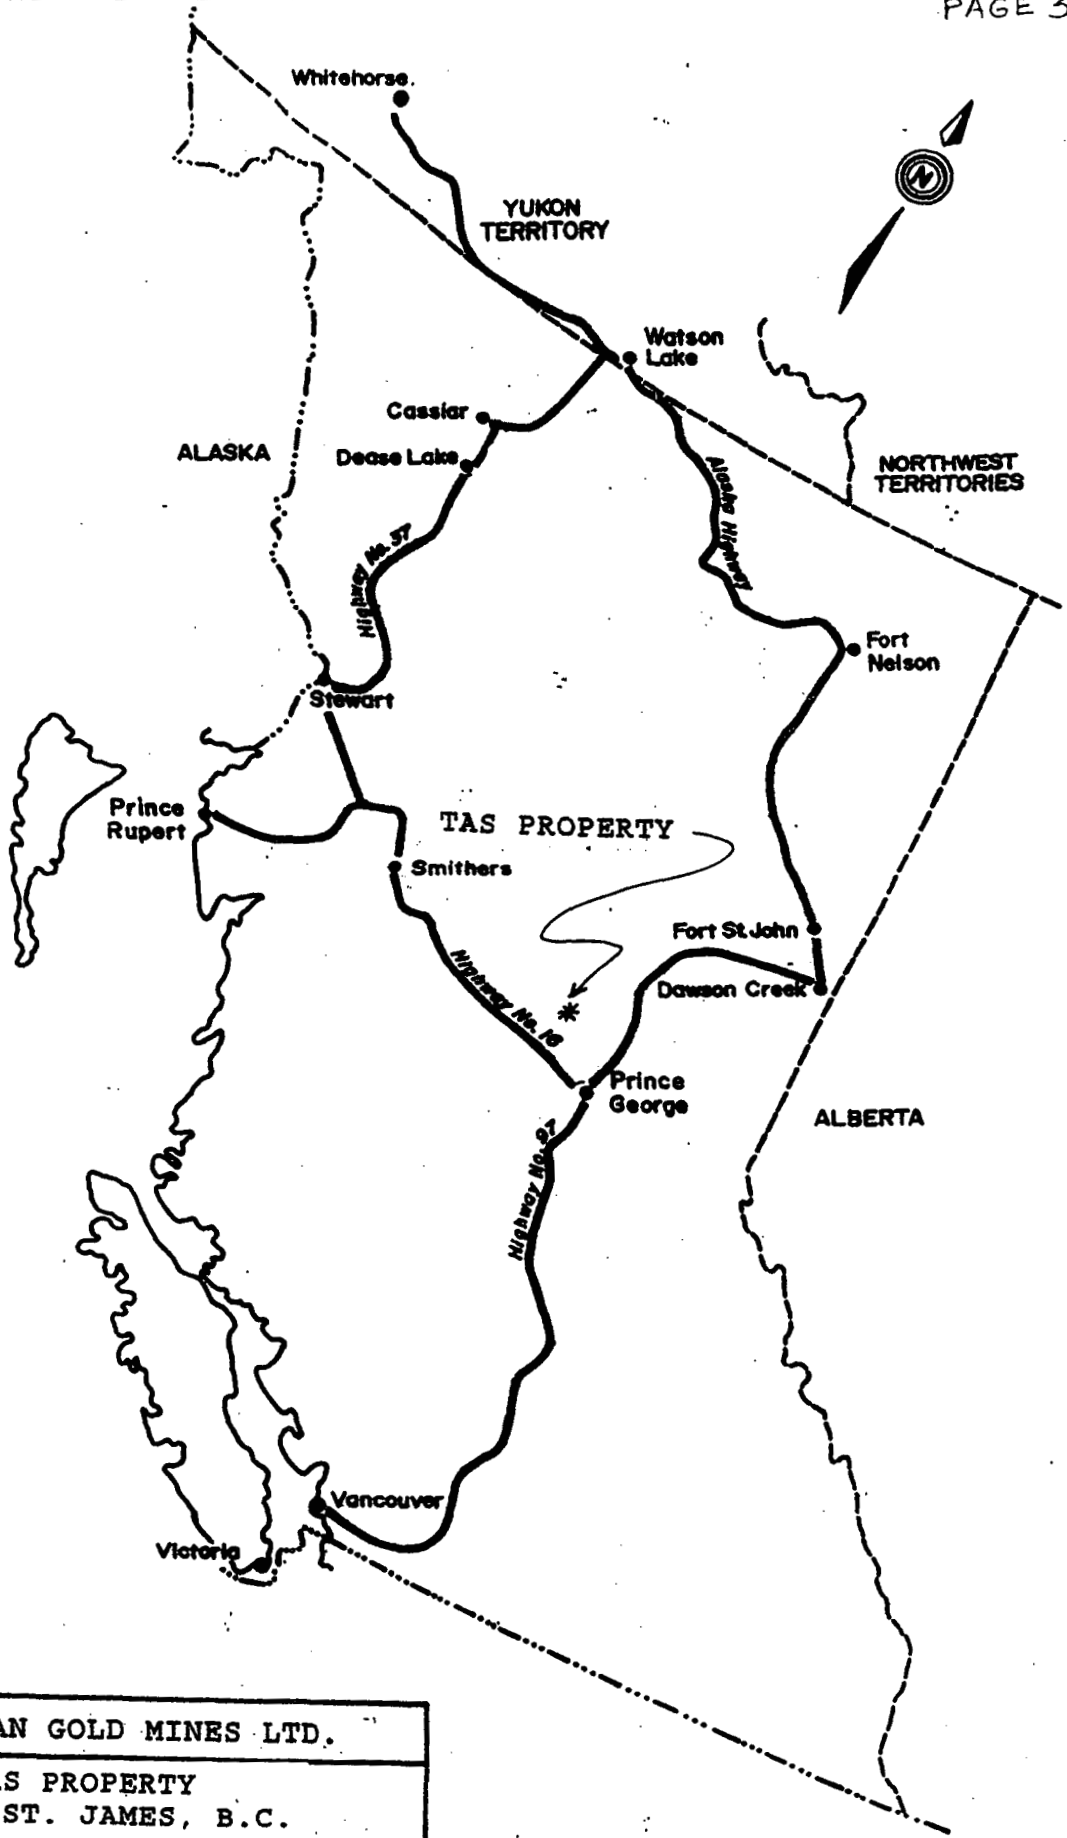 PAGE 3
Whitehorse.
N
YUKON
TERRITORY
Watson
Lake
Cassiar
ALASKA
Dease Lake
NORTHWEST
TERRITORIES
Alaska Highway
Highway No. 37
Fort
Nelson
Stewart
Prince
Rupert
TAS PROPERTY
Smithers
Fort St. John
Highway No. 16
Dawson Creek
Prince
George
ALBERTA
Highway No. 97
Vancouver
Victoria
AN GOLD MINES LTD.
AS PROPERTY
ST. JAMES, B.C.